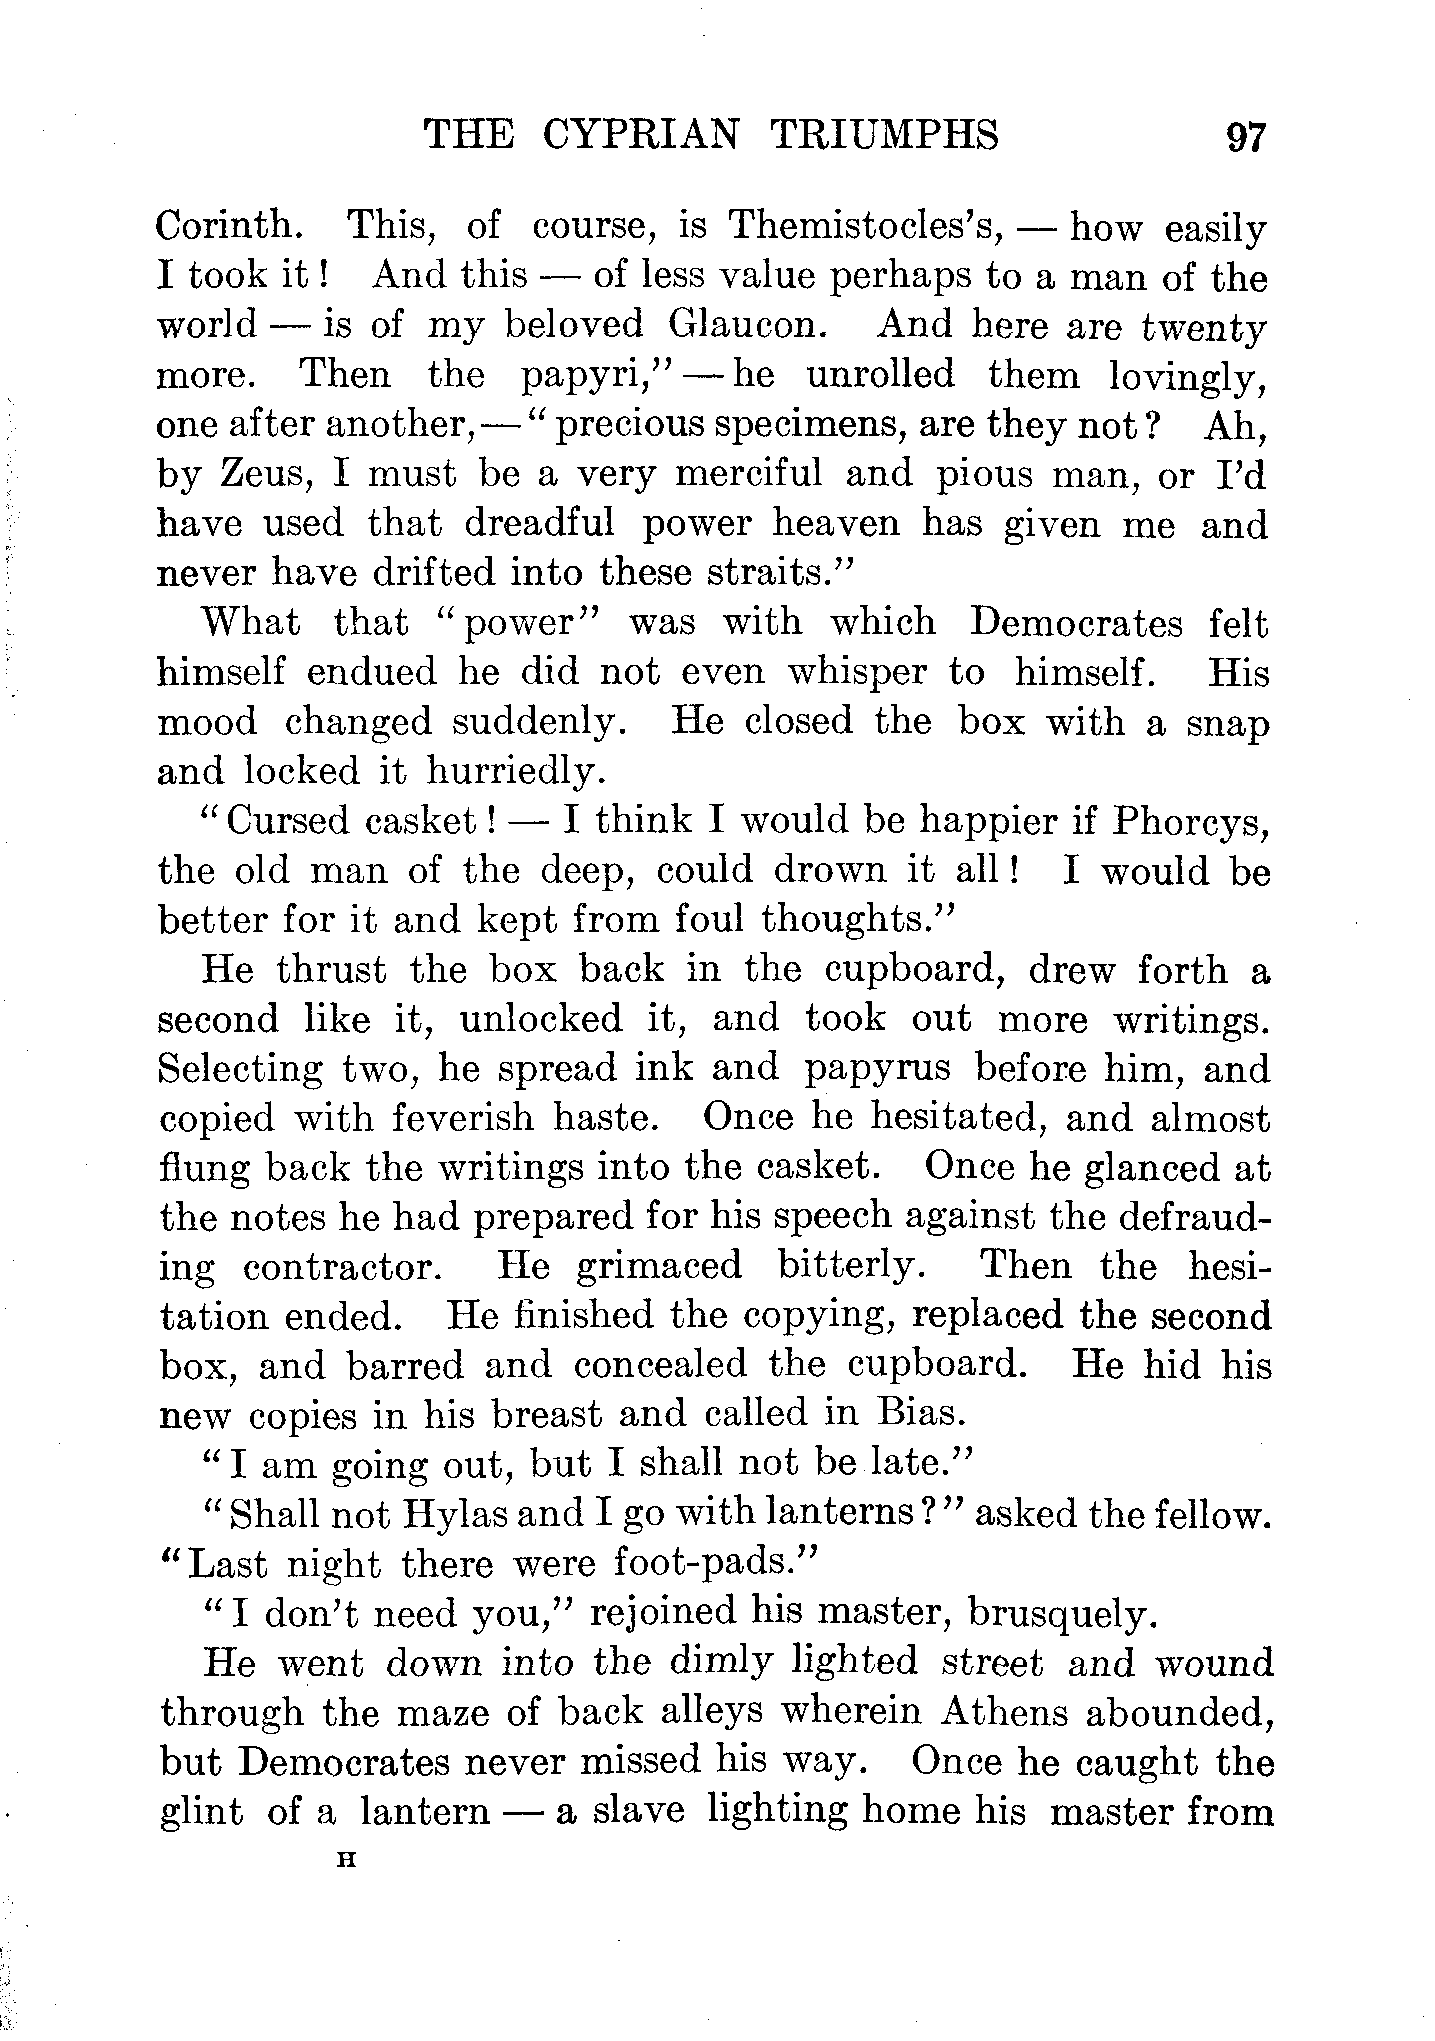 THE CYPRIAN TRIUMPHS 97
Corinth. This, of course, is Themistocles's, — how easily
I took it! And this — of less value perhaps to a man of the
world — is of my beloved Glaucon. And here are twenty
more. Then the papyri,” — he unrolled them lovingly,
one after another,—“precious specimens, are they not? Ah,
by Zeus, I must be a very merciful and pious man, or I'd
have used that dreadful power heaven has given me and
never have drifted into these straits.”
What that “power” was with which Democrates felt
himself endued he did not even whisper to himself. His
mood changed suddenly. He closed the box with a snap
and locked it hurriedly.
“Cursed casket! — I think I would be happier if Phorcys,
the old man of the deep, could drown it all! I would be
better for it and kept from foul thoughts.”
He thrust the box back in the cupboard, drew forth a
second like it, unlocked it, and took out more writings.
Selecting two, he spread ink and papyrus before him, and
copied with feverish haste. Once he hesitated, and almost
flung back the writings into the casket. Once he glanced at
the notes he had prepared for his speech against the defraud-
ing contractor. He grimaced bitterly. Then the hesi-
tation ended. He finished the copying, replaced the second
box, and barred and concealed the cupboard. He hid his
new copies in his breast and called in Bias.
“I am going out, but I shall not be late.”
“Shall not Hylas and I go with lanterns?” asked the fellow.
“Last night there were foot-pads.”
“I don't need you,” rejoined his master, brusquely.
He went down into the dimly lighted street and wound
through the maze of back alleys wherein Athens abounded,
but Democrates never missed his way. Once he caught the
glint of a lantern — a slave lighting home his master from
H